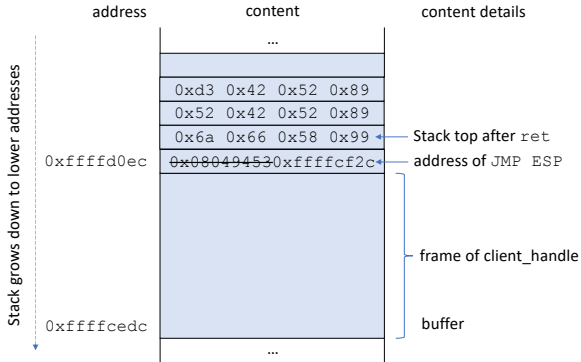 address content content details
...
0xd3 0x42 0x52 0x89
0x52 0x42 0x52 0x89
0x6a 0x66 0x58 0x99 Stack top after ret
0xffffd0ec 0x080494530xffffcf2c address of JMP ESP
frame of client_handle
0xffffcedc buffer
...
Stack grows down to lower addresses